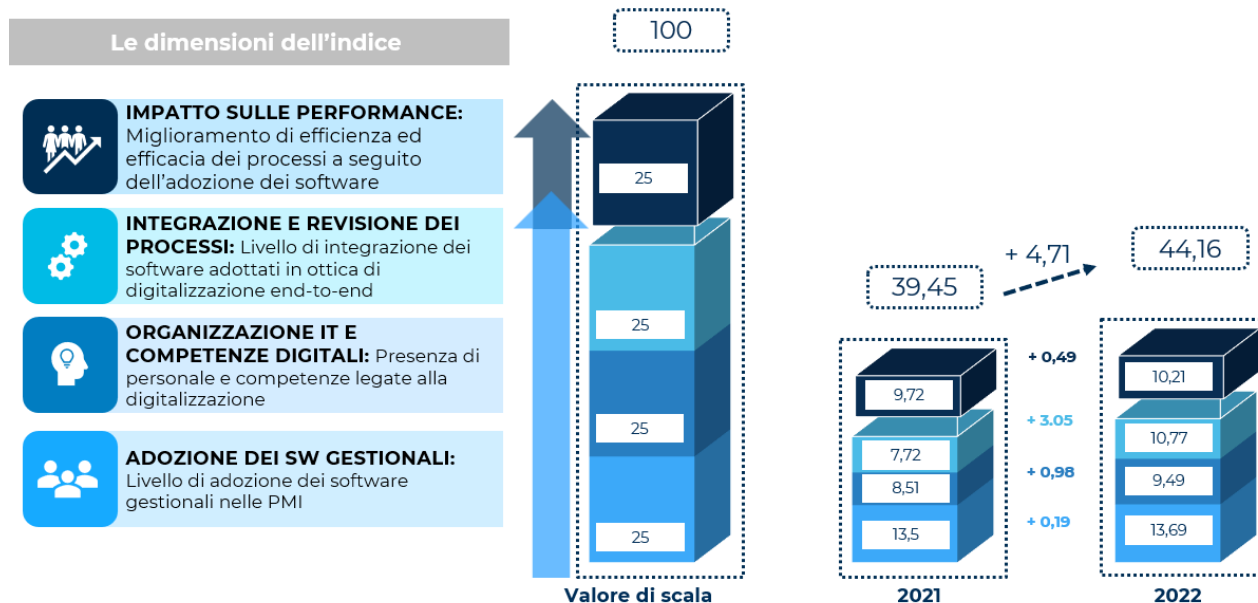 Le dimensioni dell'indice
IMPATTO SULLE PERFORMANCE:
Miglioramento di efficienza ed
efficacia dei processi a seguito
dell'adozione dei software
INTEGRAZIONE E REVISIONE DEI
PROCESSI: Livello di integrazione dei
software adottati in ottica di
digitalizzazione end-to-end
ORGANIZZAZIONE IT E
COMPETENZE DIGITALI: Presenza di
personale e competenze legate alla
digitalizzazione
ADOZIONE DEI SW GESTIONALI:
Livello di adozione dei software
gestionali nelle PMI
100
25
25
25
25
Valore di scala
39,45
9,72
7,72
8,51
13,5
2021
+ 4,71
+ 0,49
+ 3.05
+ 0,98
+ 0,19
44,16
10,21
10,77
9,49
13,69
2022